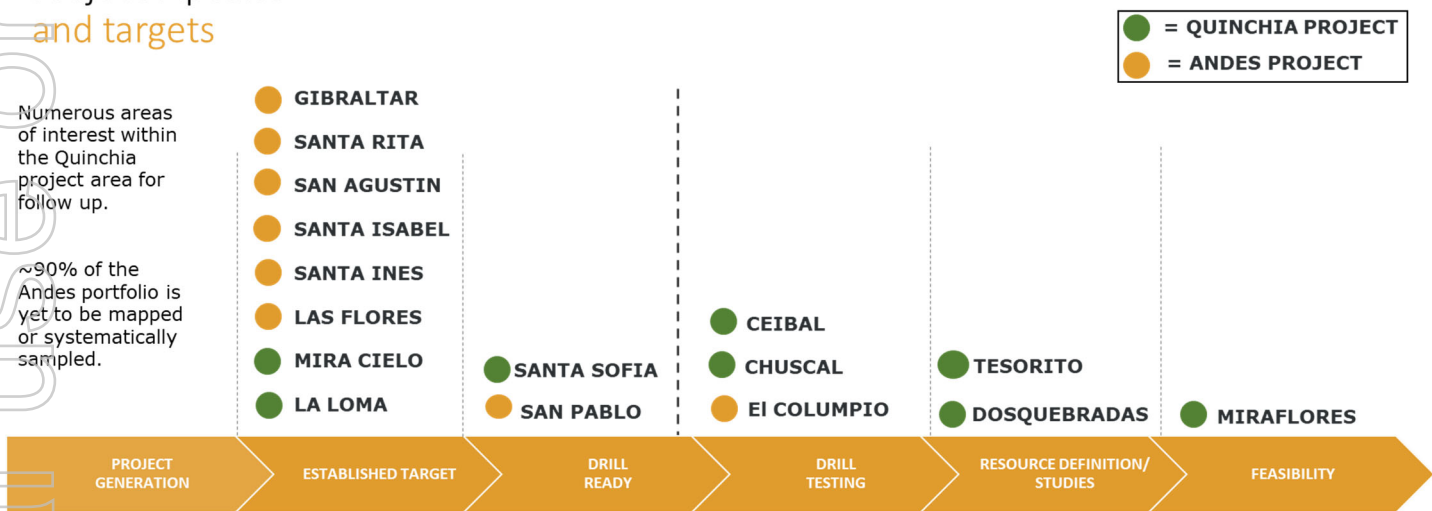 and targets
= QUINCHIA PROJECT
= ANDES PROJECT
Numerous areas
of interest within
the Quinchia
project area for
follow up.
~90% of the
Andes portfolio is
yet to be mapped
or systematically
sampled.
GIBRALTAR
SANTA RITA
SAN AGUSTIN
SANTA ISABEL
SANTA INES
LAS FLORES
MIRA CIELO
LA LOMA
SANTA SOFIA
SAN PABLO
CEIBAL
CHUSCAL
El COLUMPIO
TESORITO
DOSQUEBRADAS
MIRAFLORES
PROJECT
GENERATION
ESTABLISHED TARGET
DRILL
READY
DRILL
TESTING
RESOURCE DEFINITION/
STUDIES
FEASIBILITY